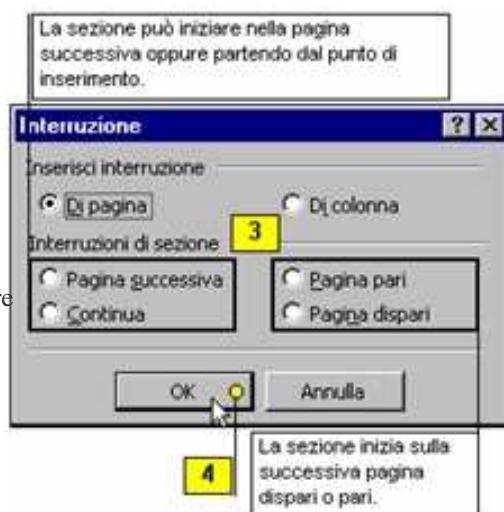 La sezione può iniziare nella pagina
successiva oppure partendo dal punto di
inserimento.
Interruzione
Inserisci interruzione
Di pagina
Di colonna
3
Interruzioni di sezione
Pagina successiva
Pagina pari
re
Continua
Pagina dispari
OK
Annulla
4
La sezione inizia sulla
successiva pagina
dispari o pari.